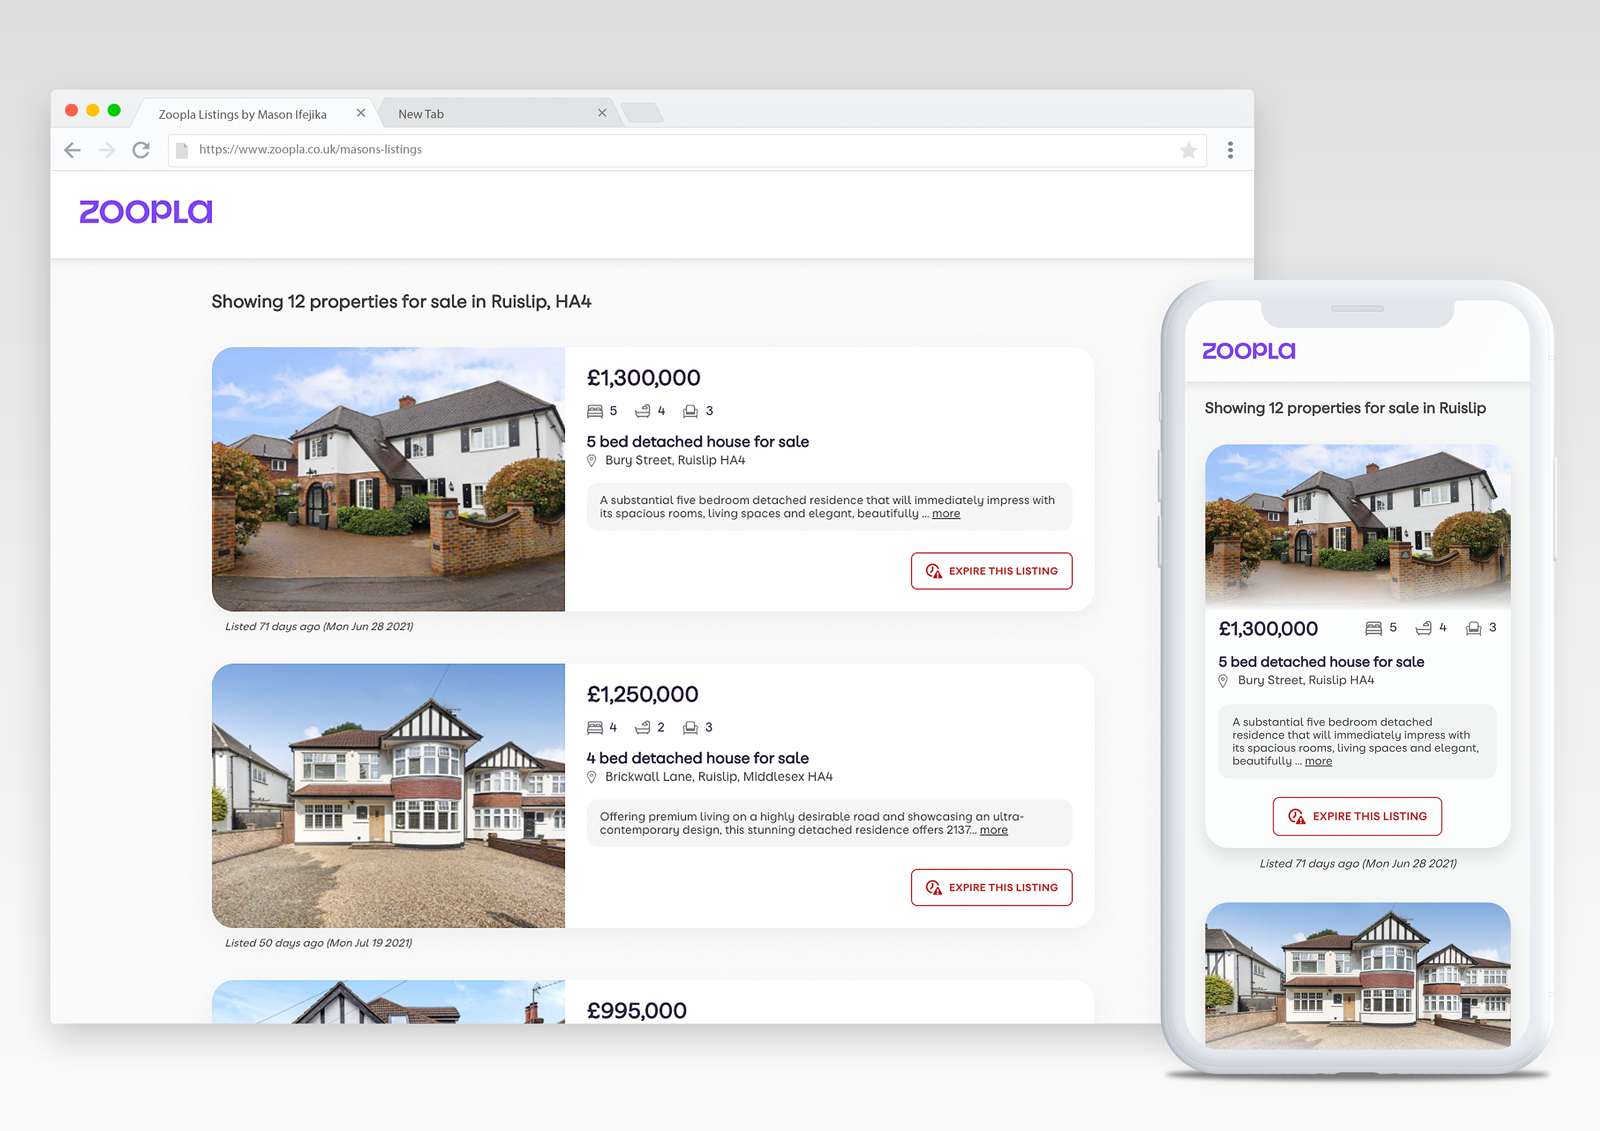 Zoopla Listings by Mason Ifejika
New Tab
https://www.zoopla.co.uk/masons-listings
ZOOPLa
Showing 12 properties for sale in Ruislip, HA4
£1,300,000
5 4 3
5 bed detached house for sale
Bury Street, Ruislip HA4
A substantial five bedroom detached residence that will immediately impress with
its spacious rooms, living spaces and elegant, beautifully ... more
EXPIRE THIS LISTING
Listed 71 days ago (Mon Jun 28 2021)
£1,250,000
4 2 3
4 bed detached house for sale
Brickwall Lane, Ruislip, Middlesex HA4
Offering premium living on a highly desirable road and showcasing an ultra-
contemporary design, this stunning detached residence offers 2137... more
EXPIRE THIS LISTING
Listed 50 days ago (Mon Jul 19 2021)
£995,000
ZOOPLa
Showing 12 properties for sale in Ruislip
£1,300,000 5 4 3
5 bed detached house for sale
Bury Street, Ruislip HA4
A substantial five bedroom detached
residence that will immediately impress with
its spacious rooms, living spaces and elegant,
beautifully ... more
EXPIRE THIS LISTING
Listed 71 days ago (Mon Jun 28 2021)